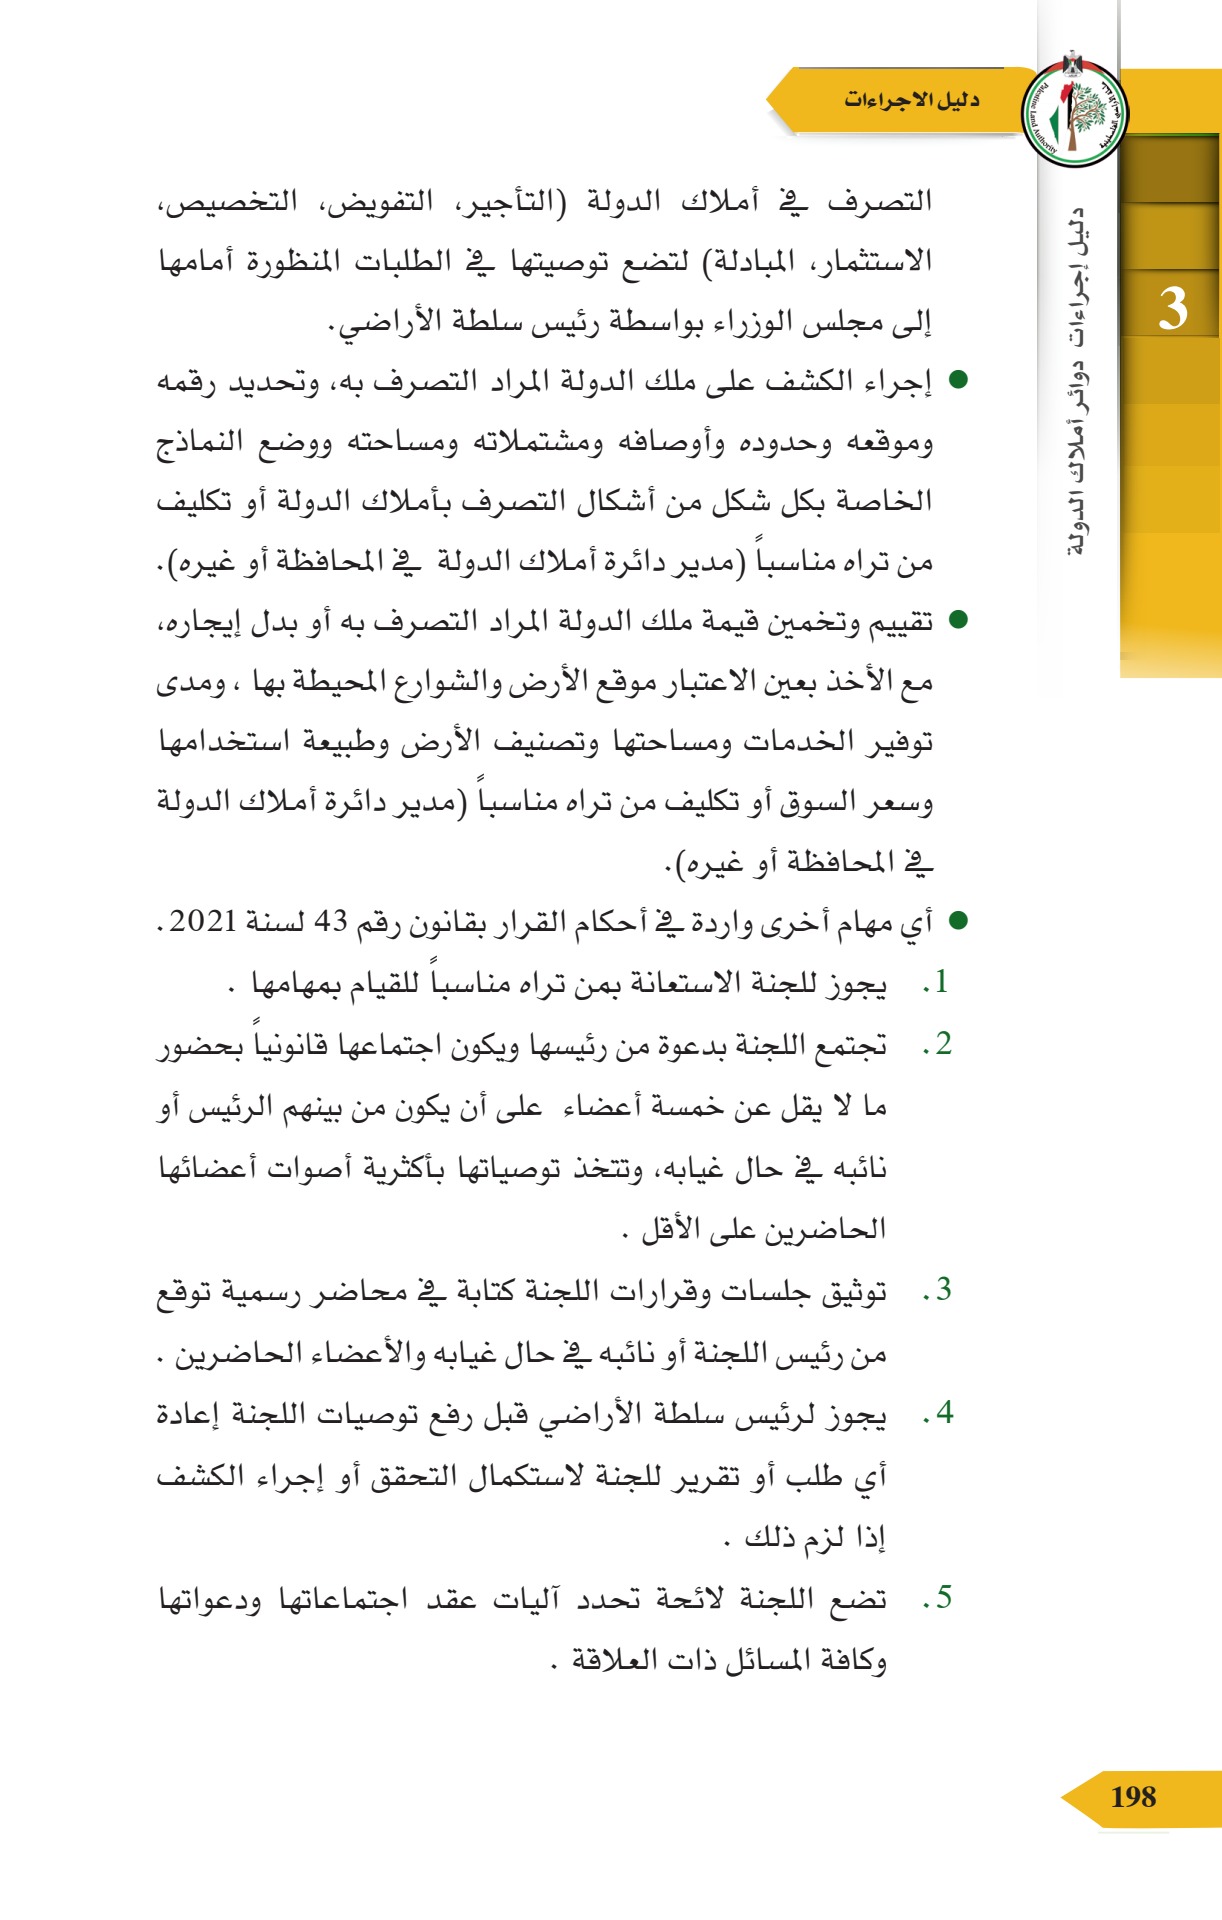 دليل الاجراءات
Palestine Land Authority
3
دليل إجراءات دوائر أملاك الدولة
التصرف في أملاك الدولة (التأجير، التفويض، التخصيص،
الاستثمار، المبادلة) لتضع توصيتها في الطلبات المنظورة أمامها
إلى مجلس الوزراء بواسطة رئيس سلطة الأراضي.
● إجراء الكشف على ملك الدولة المراد التصرف به، وتحديد رقمه
وموقعه وحدوده وأوصافه ومشتملاته ومساحته ووضع النماذج
الخاصة بكل شكل من أشكال التصرف بأملاك الدولة أو تكليف
من تراه مناسباً (مدير دائرة أملاك الدولة في المحافظة أو غيره).
● تقييم وتخمين قيمة ملك الدولة المراد التصرف به أو بدل إيجاره،
مع الأخذ بعين الاعتبار موقع الأرض والشوارع المحيطة بها ، ومدى
توفير الخدمات ومساحتها وتصنيف الأرض وطبيعة استخدامها
وسعر السوق أو تكليف من تراه مناسباً (مدير دائرة أملاك الدولة
في المحافظة أو غيره).
● أي مهام أخرى واردة في أحكام القرار بقانون رقم 43 لسنة 2021.
1. يجوز للجنة الاستعانة بمن تراه مناسباً للقيام بمهامها .
2. تجتمع اللجنة بدعوة من رئيسها ويكون اجتماعها قانونياً بحضور
ما لا يقل عن خمسة أعضاء على أن يكون من بينهم الرئيس أو
نائبه في حال غيابه، وتتخذ توصياتها بأكثرية أصوات أعضائها
الحاضرين على الأقل .
3. توثيق جلسات وقرارات اللجنة كتابة في محاضر رسمية توقع
من رئيس اللجنة أو نائبه في حال غيابه والأعضاء الحاضرين .
4. يجوز لرئيس سلطة الأراضي قبل رفع توصيات اللجنة إعادة
أي طلب أو تقرير للجنة لاستكمال التحقق أو إجراء الكشف
إذا لزم ذلك .
5. تضع اللجنة لائحة تحدد آليات عقد اجتماعاتها ودعواتها
وكافة المسائل ذات العلاقة .
198